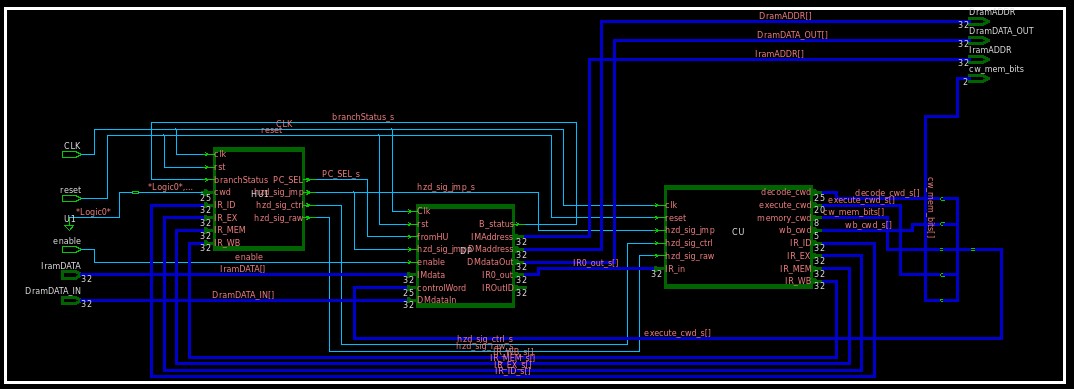 DramADDR
DramADDR[]
32
DramDATA_OUT
DramDATA_OUT[]
32
IramADDR
IramADDR[]
32
cw_mem_bits
2
branchStatus_s
CLK
reset
CLK
clk
rst
branchStatus
PC_SEL
PC_SEL_s
cwd
HU1
hzd_sig_jmp
25
IR_ID
hzd_sig_ctrl
32
IR_EX
hzd_sig_raw
32
IR_MEM
32
IR_WB
32
reset
*Logic0*,...
*Logic0*
U1
enable
enable
IramDATA
IramDATA[]
32
DramDATA_IN
DramDATA_IN[]
32
hzd_sig_jmp_s
Clk
rst
B_status
fromHU
IMAddress
32
hzd_sig_jmp
DMaddress
32
enable
DMdataOut
32
IMdata
IR0_out
32
32
controlWord
IROutID
25
32
DMdataIn
32
IR0_out_s[]
decode_cwd
25
clk
execute_cwd
20
reset
memory_cwd
8
hzd_sig_jmp
CU
wb_cwd
5
hzd_sig_ctrl
IR_ID
32
hzd_sig_raw
IR_EX
32
IR_in
IR_MEM
32
32
IR_WB
32
decode_cwd_s[]
execute_cwd_s[]
cw_mem_bits[]
wb_cwd_s[]
cw_mem_bits[]
execute_cwd_s[]
hzd_sig_ctrl_s
hzd_sig_raw_s
IR_MEM_s[]
IR_EX_s[]
IR_ID_s[]